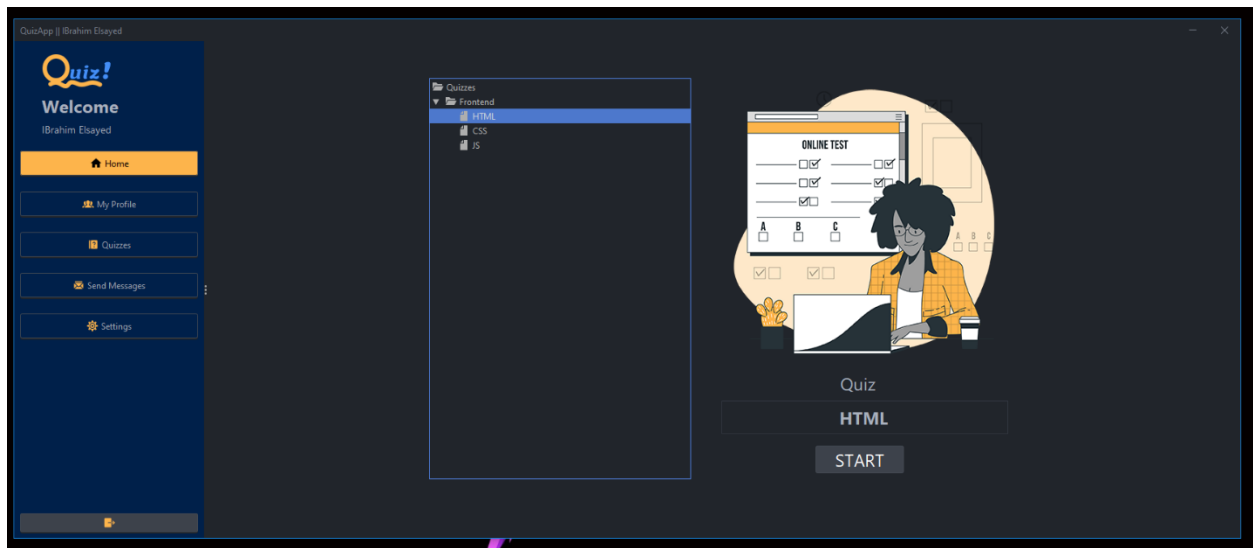 QuizApp || IBrahim Elsayed
Quiz!
Welcome
IBrahim Elsayed
Home
My Profile
Quizzes
Send Messages
Settings
Quizzes
Frontend
HTML
CSS
JS
ONLINE TEST
A B C
A B C
Quiz
HTML
START